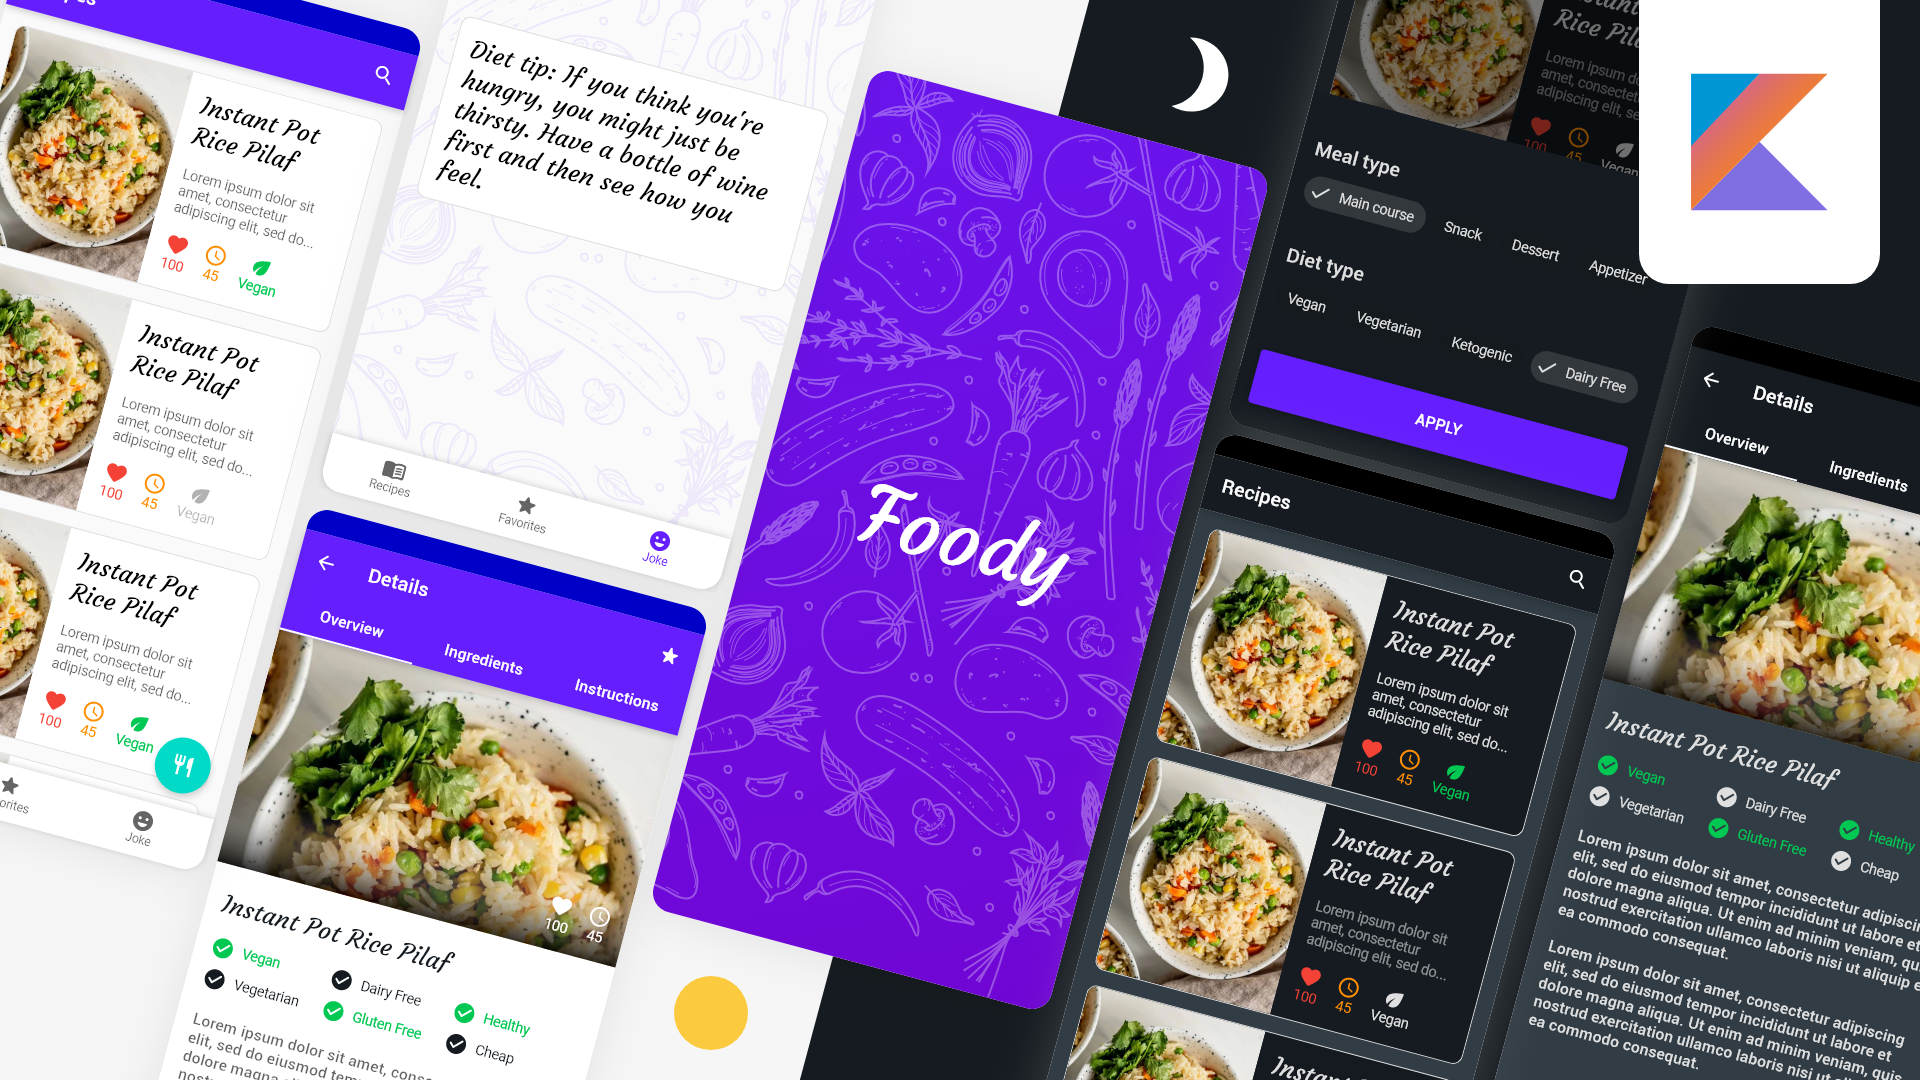 Instant Pot
Rice Pilaf
Lorem ipsum dolor sit
amet, consectetur
adipiscing elit, sed do...
100
45
Vegan
Instant Pot
Rice Pilaf
Lorem ipsum dolor sit
amet, consectetur
adipiscing elit, sed do...
100
45
Vegan
Instant Pot
Rice Pilaf
Lorem ipsum dolor sit
amet, consectetur
adipiscing elit, sed do...
100
45
Vegan
orites
Joke
Diet tip: If you think you're
hungry, you might just be
thirsty. Have a bottle of wine
first and then see how you
feel.
Recipes
Favorites
Joke
Details
Overview
Ingredients
Instructions
100
45
Instant Pot Rice Pilaf
Vegan
Dairy Free
Healthy
Vegetarian
Gluten Free
Cheap
Lorem ipsum dolor sit amet, conse
elit, sed do eiusmod tem
dolore magna
Foody
Instant Pot
Rice Pil
Lorem ipsum dolor
amet, consectetur
adipiscing elit, sed
100
45
Vegan
Meal type
Main course
Snack
Dessert
Appetizer
Diet type
Vegan
Vegetarian
Ketogenic
Dairy Free
APPLY
Recipes
Instant Pot
Rice Pilaf
Lorem ipsum dolor sit
amet, consectetur
adipiscing elit, sed do...
100
45
Vegan
Instant Pot
Rice Pilaf
Lorem ipsum dolor sit
amet, consectetur
adipiscing elit, sed do...
100
45
Vegan
Instant Pot
Details
Overview
Ingredients
Instant Pot Rice Pilaf
Vegan
Dairy Free
Healthy
Vegetarian
Gluten Free
Cheap
Lorem ipsum dolor sit amet, consectetur adipiscin
elit, sed do eiusmod tempor incididunt ut labore et
dolore magna aliqua. Ut enim ad minim veniam, qu
nostrud exercitation ullamco laboris nisi ut aliquip e
ea commodo consequat.
Lorem ipsum dolor sit amet, consectetur adipiscing
elit, sed do eiusmod tempor incididunt ut labore et
dolore magna aliqua. Ut enim ad minim veniam, quis
nostrud exercitation ullamco laboris nisi ut
ea commodo consequat.